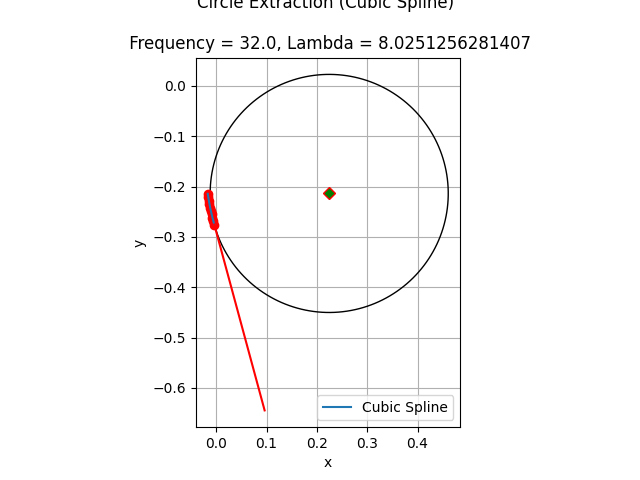 Circle Extraction (Cubic Spline)
Frequency = 32.0, Lambda = 8.0251256281407
0.0
−0.1
−0.2
−0.3
−0.4
−0.5
−0.6
y
Cubic Spline
0.0 0.1 0.2 0.3 0.4
x